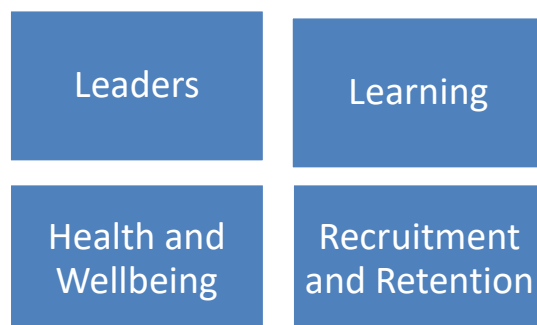 Leaders
Learning
Health and
Wellbeing
Recruitment
and Retention